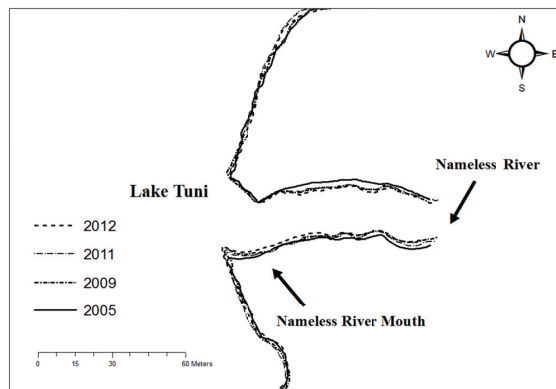 N
W
E
S
Nameless River
Lake Tuni
2012
2011
2009
2005
Nameless River Mouth
0 15 30 60 Meters